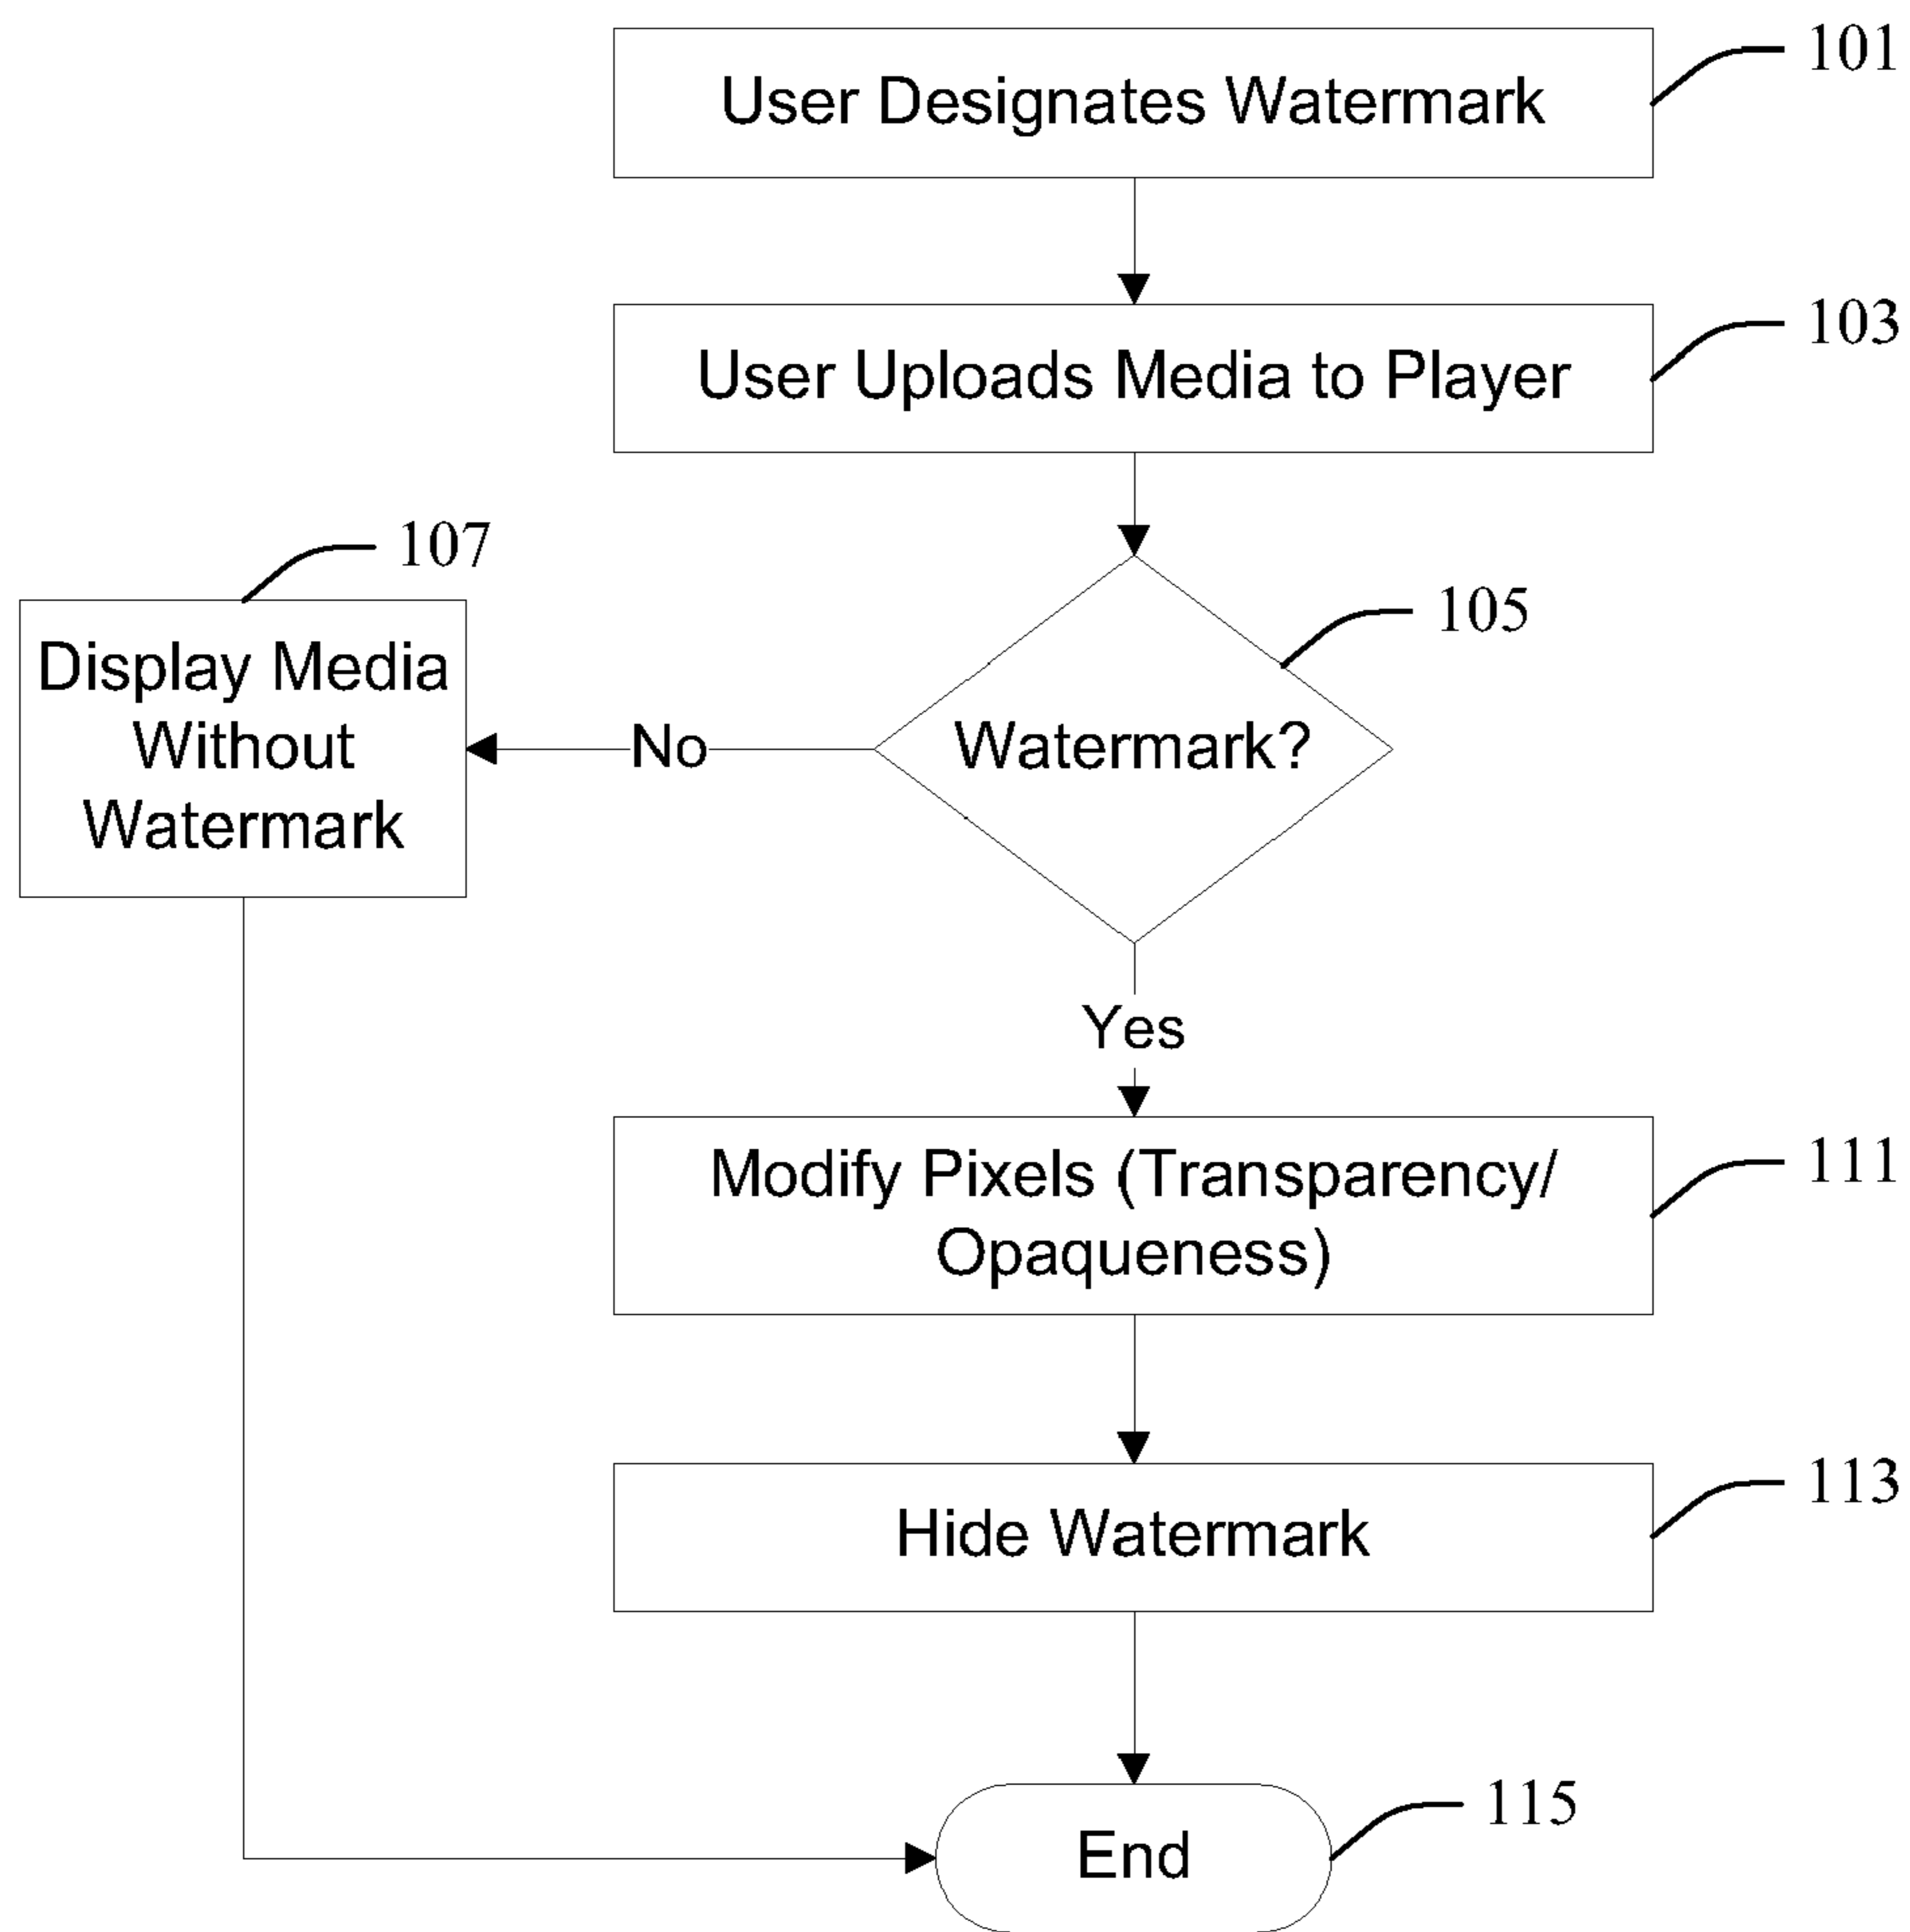 User Designates Watermark
101
User Uploads Media to Player
103
107
Display Media
Without
Watermark
No
105
Watermark?
Yes
Modify Pixels (Transparency/
Opaqueness)
111
Hide Watermark
113
End
115